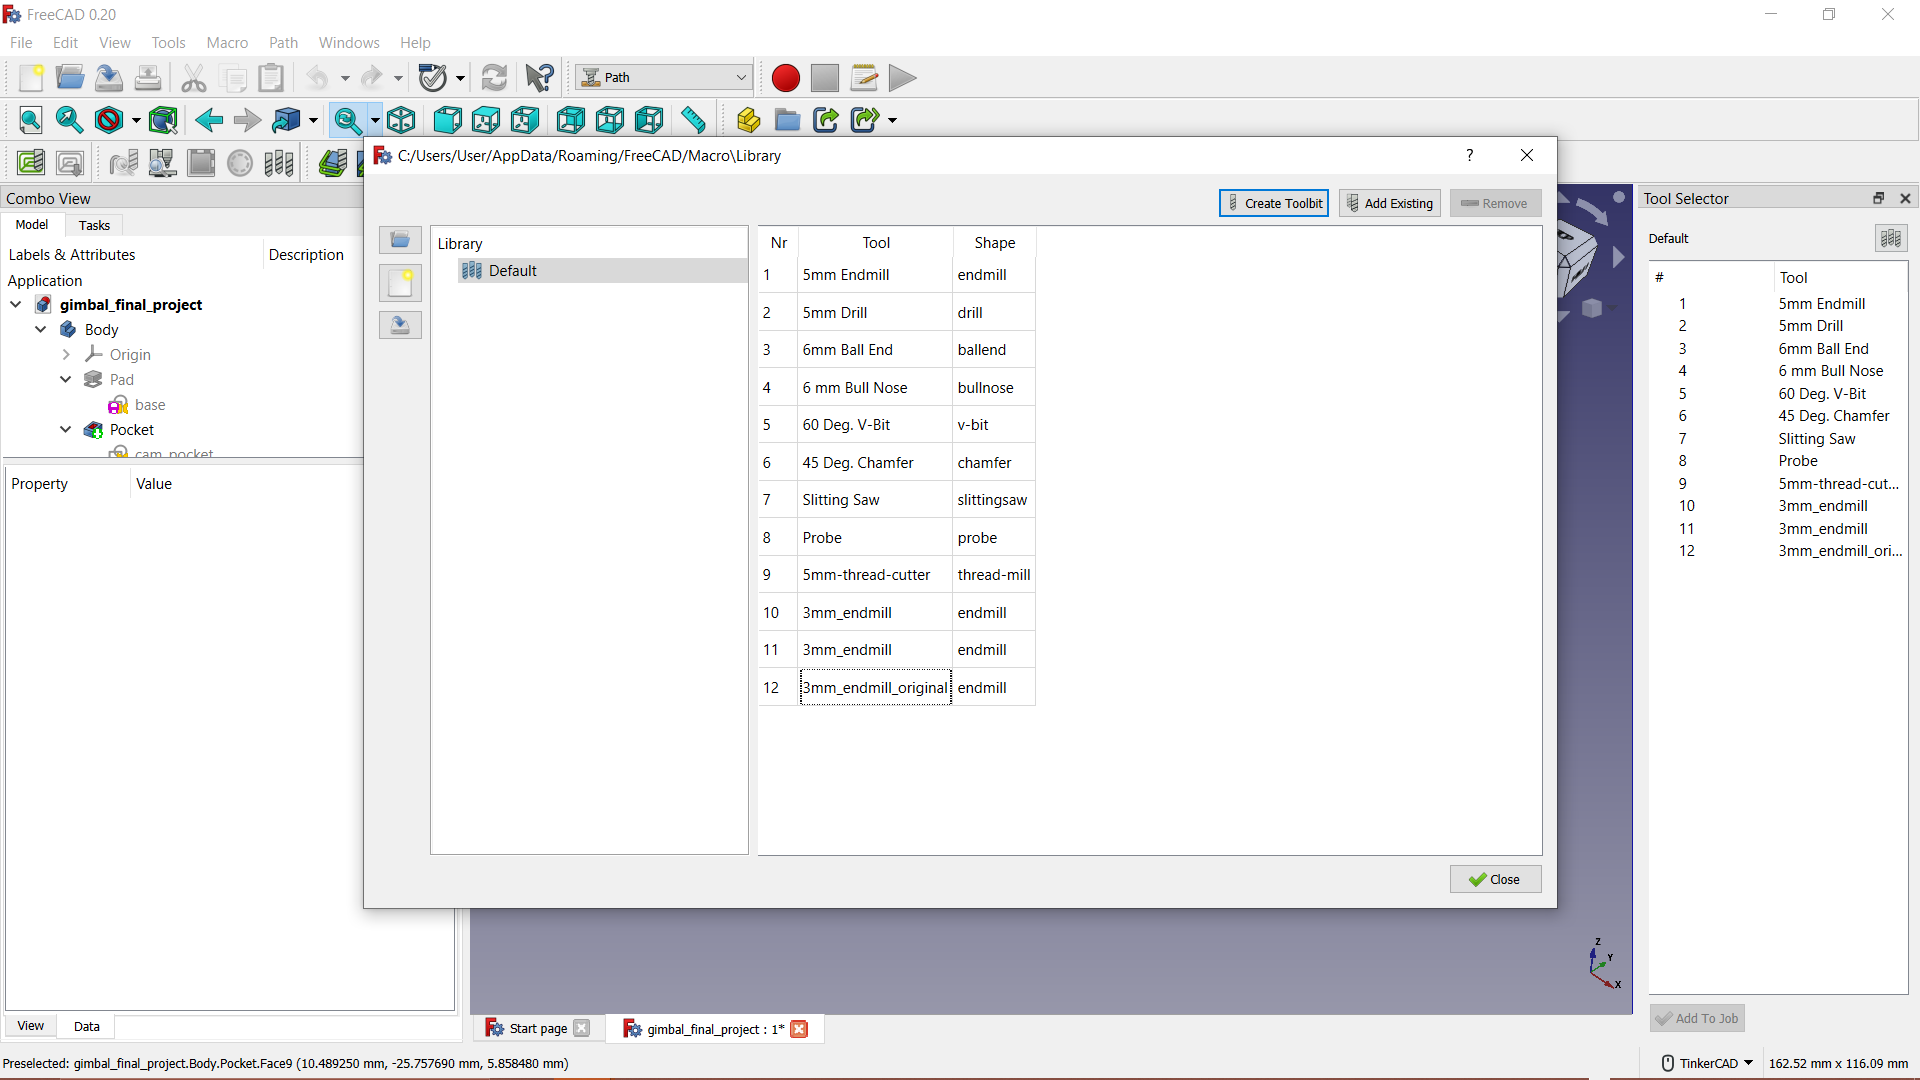 FreeCAD 0.20
File Edit View Tools Macro Path Windows Help
Path
C:/Users/User/AppData/Roaming/FreeCAD/Macro\Library
?
Create Toolbit Add Existing Remove
Library
Default
Nr Tool Shape
1 5mm Endmill endmill
2 5mm Drill drill
3 6mm Ball End ballend
4 6 mm Bull Nose bullnose
5 60 Deg. V-Bit v-bit
6 45 Deg. Chamfer chamfer
7 Slitting Saw slittingsaw
8 Probe probe
9 5mm-thread-cutter thread-mill
10 3mm_endmill endmill
11 3mm_endmill endmill
12 3mm_endmill_original endmill
Close
Combo View
Model Tasks
Labels & Attributes Description
Application
gimbal_final_project
Body
Origin
Pad
base
Pocket
cam_pocket
Property Value
View Data
Tool Selector
Default
# Tool
1 5mm Endmill
2 5mm Drill
3 6mm Ball End
4 6 mm Bull Nose
5 60 Deg. V-Bit
6 45 Deg. Chamfer
7 Slitting Saw
8 Probe
9 5mm-thread-cut...
10 3mm_endmill
11 3mm_endmill
12 3mm_endmill_ori...
Add To Job
Z
Y
X
Start page gimbal_final_project : 1*
Preselected: gimbal_final_project.Body.Pocket.Face9 (10.489250 mm, -25.757690 mm, 5.858480 mm)
TinkerCAD 162.52 mm x 116.09 mm